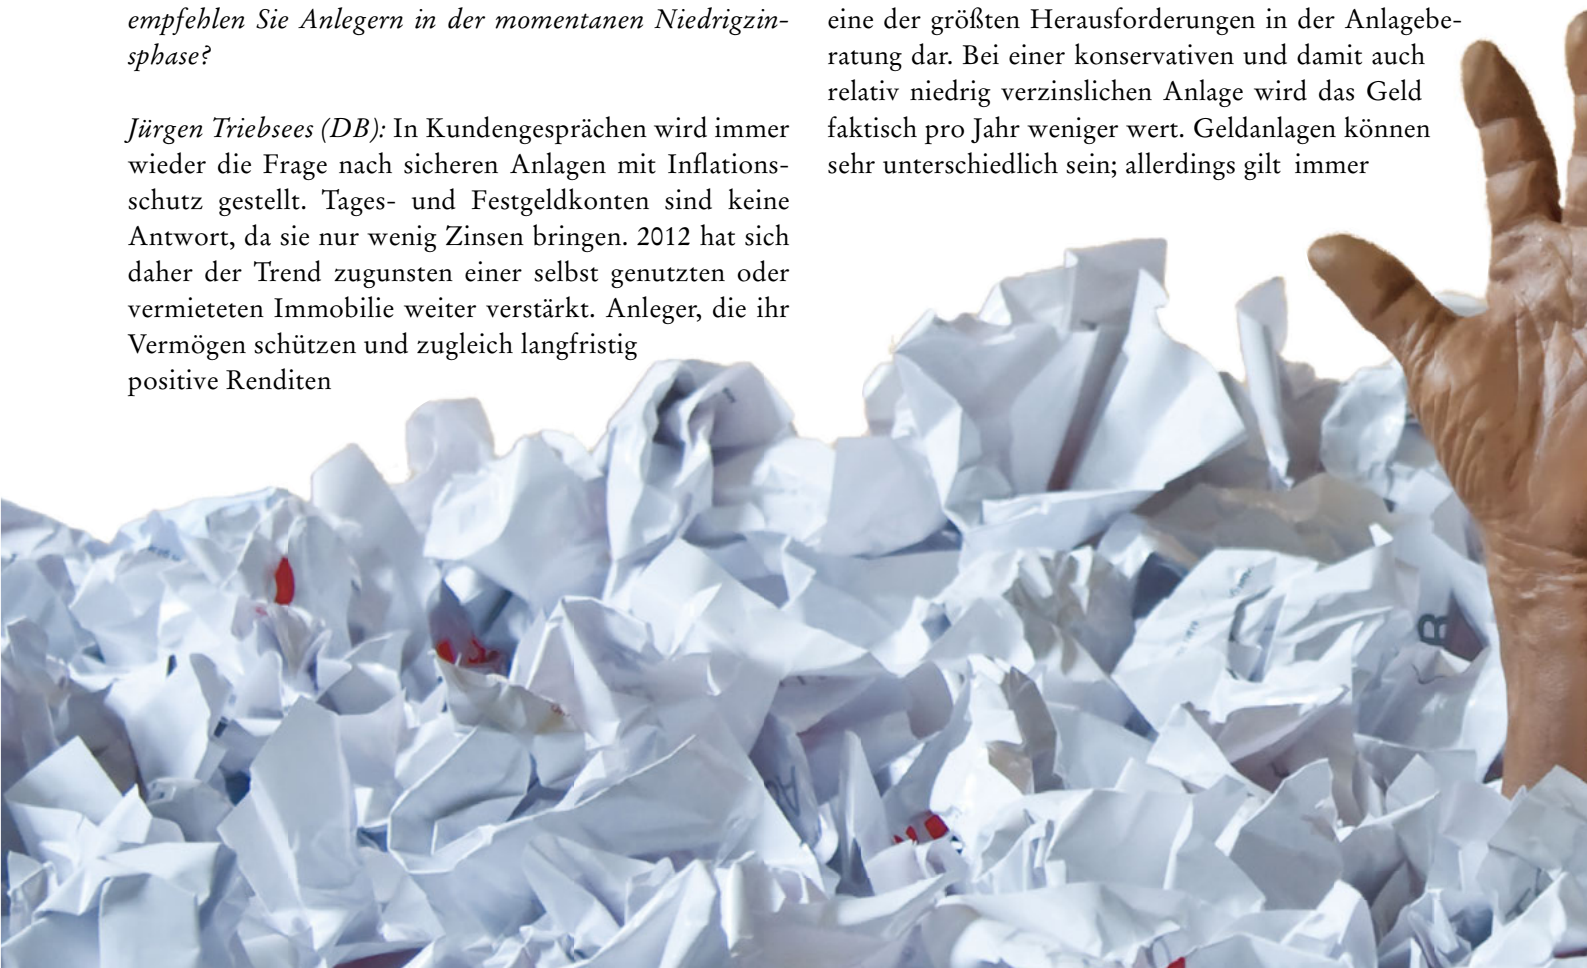 empfehlen Sie Anlegern in der momentanen Niedrigzin-
sphase?
Jürgen Triebsees (DB): In Kundengesprächen wird immer
wieder die Frage nach sicheren Anlagen mit Inflations-
schutz gestellt. Tages- und Festgeldkonten sind keine
Antwort, da sie nur wenig Zinsen bringen. 2012 hat sich
daher der Trend zugunsten einer selbst genutzten oder
vermieteten Immobilie weiter verstärkt. Anleger, die ihr
Vermögen schützen und zugleich langfristig
positive Renditen
eine der größten Herausforderungen in der Anlagebe-
ratung dar. Bei einer konservativen und damit auch
relativ niedrig verzinslichen Anlage wird das Geld
faktisch pro Jahr weniger wert. Geldanlagen können
sehr unterschiedlich sein; allerdings gilt immer
R